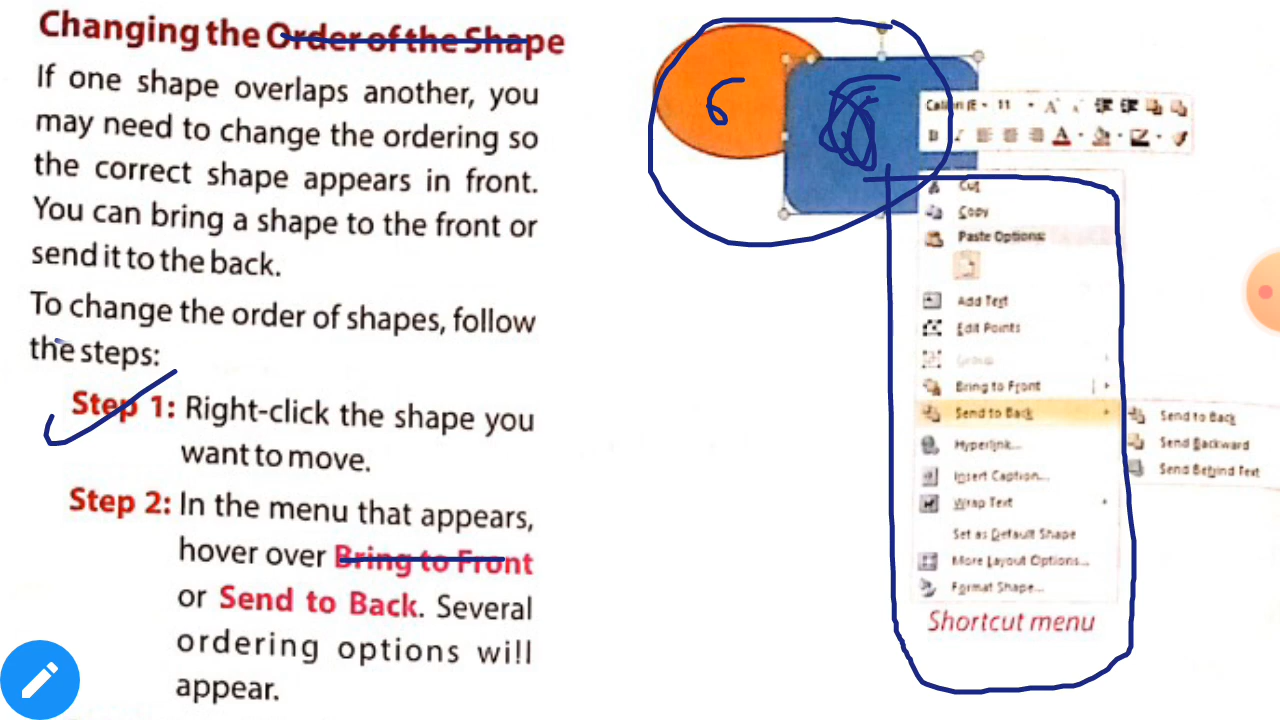 Changing the Order of the Shape
If one shape overlaps another, you
may need to change the ordering so
the correct shape appears in front.
You can bring a shape to the front or
send it to the back.
To change the order of shapes, follow
the steps:
Step 1: Right-click the shape you
want to move.
Step 2: In the menu that appears,
hover over Bring to Front
or Send to Back. Several
ordering options will
appear.
11
A A
B I A
Cut
Copy
Paste Options:
Add Text
Edit Points
Group
Bring to Front
Send to Back
Hyperlink...
Insert Caption...
Wrap Text
Set as Default Shape
More Layout Options...
Format Shape...
Send to Back
Send Backward
Send Behind Text
Shortcut menu